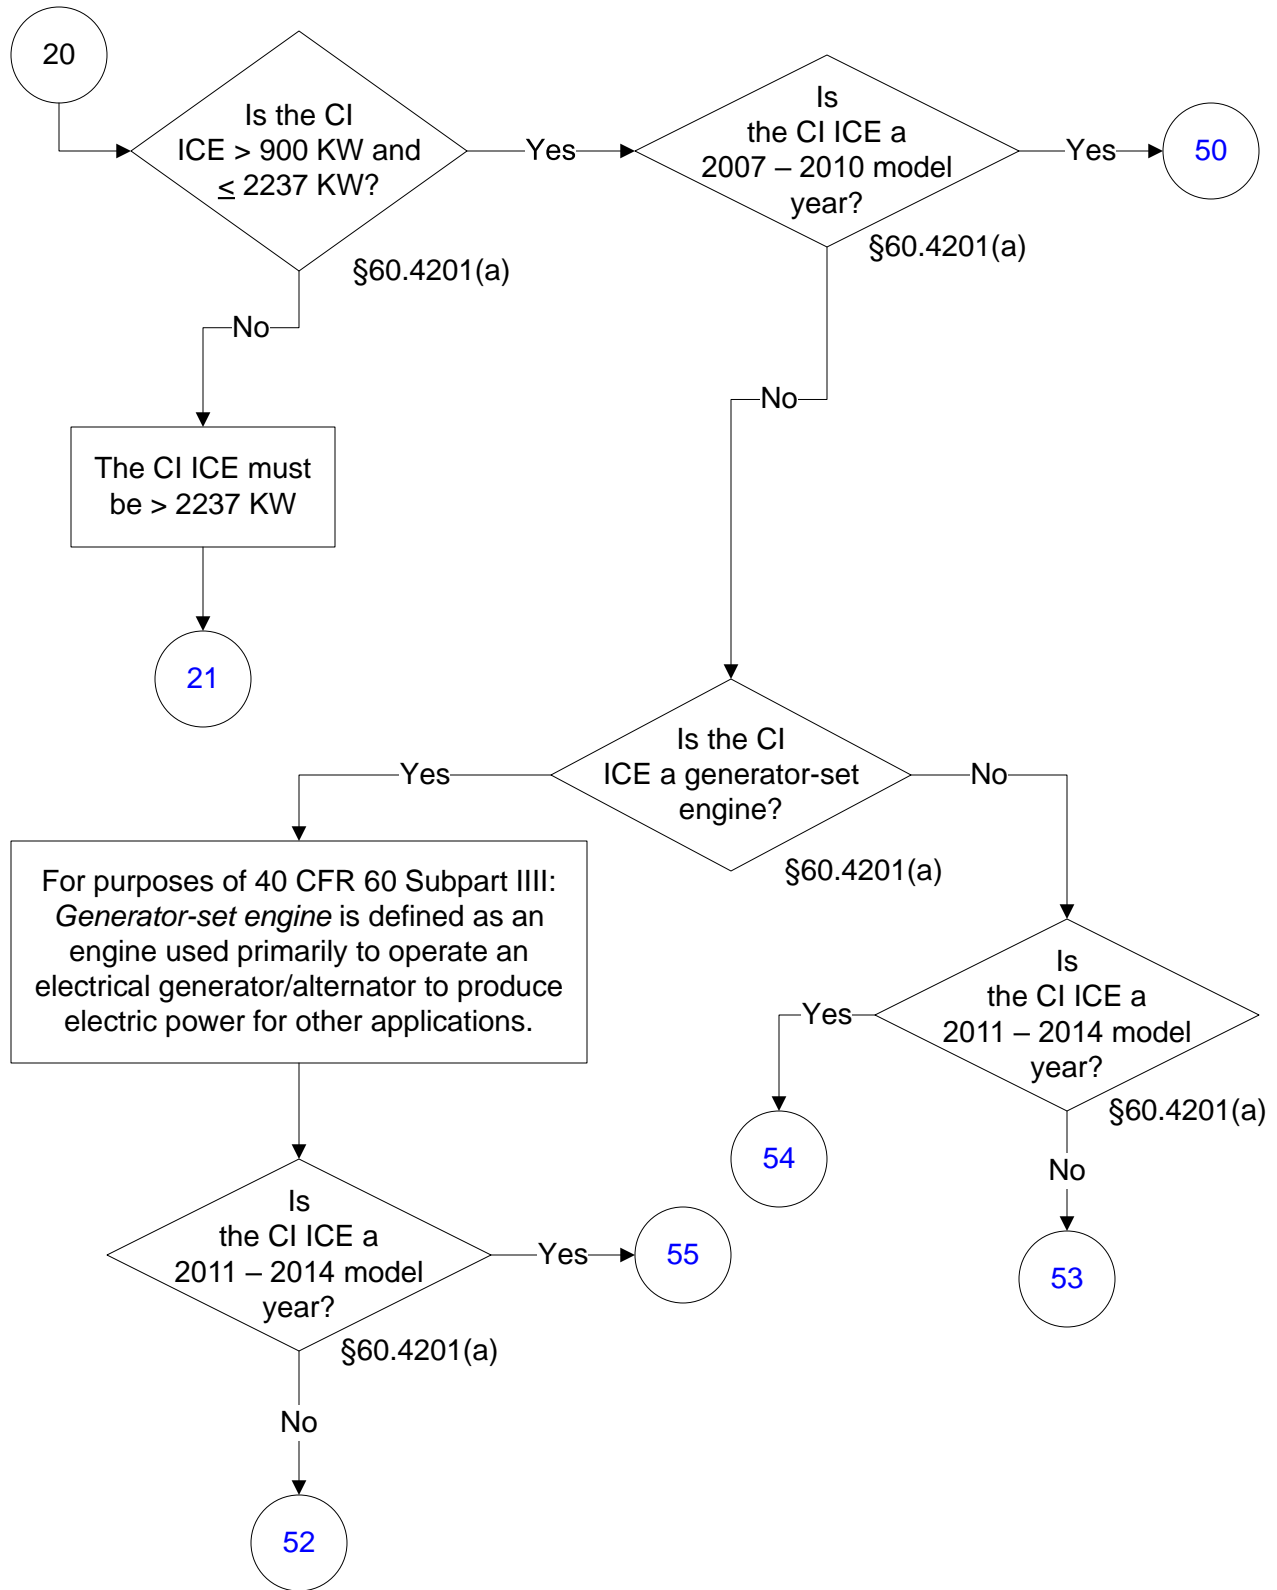 20
Is the CI
ICE > 900 KW and
≤ 2237 KW?
§60.4201(a)
Yes
Is
the CI ICE a
2007 – 2010 model
year?
§60.4201(a)
Yes
50
No
The CI ICE must
be > 2237 KW
21
No
Is the CI
ICE a generator-set
engine?
§60.4201(a)
Yes
No
For purposes of 40 CFR 60 Subpart IIII:
Generator-set engine is defined as an
engine used primarily to operate an
electrical generator/alternator to produce
electric power for other applications.
Is
the CI ICE a
2011 – 2014 model
year?
§60.4201(a)
Yes
54
No
53
Is
the CI ICE a
2011 – 2014 model
year?
§60.4201(a)
Yes
55
No
52